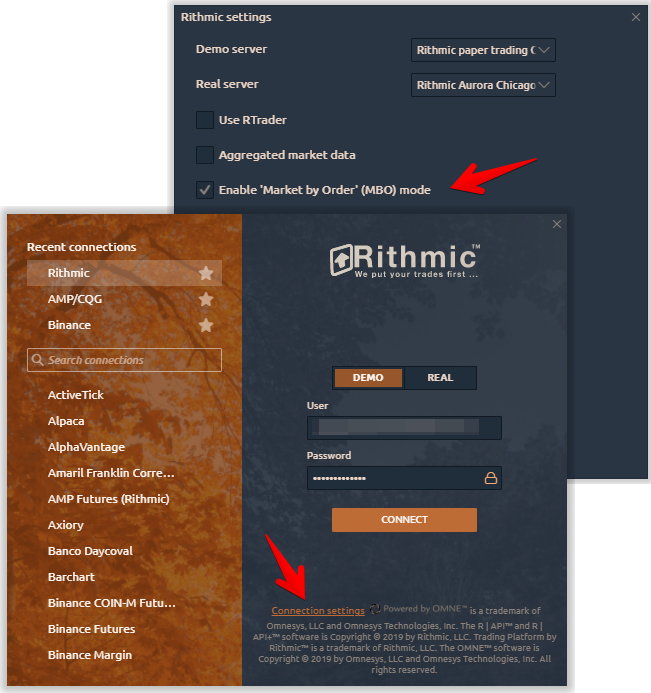 Rithmic settings
Demo server
Rithmic paper trading
Real server
Rithmic Aurora Chicago
Use RTrader
Aggregated market data
Enable 'Market by Order' (MBO) mode
Recent connections
Rithmic
AMP/CQG
Binance
Search connections
ActiveTick
Alpaca
AlphaVantage
Amaril Franklin Corre...
AMP Futures (Rithmic)
Axiory
Banco Daycoval
Barchart
Binance COIN-M Futu...
Binance Futures
Binance Margin
Rithmic™
We put your trades first ...
DEMO
REAL
User
Password
•••••••••••••
CONNECT
Connection settings Powered by OMNE™ is a trademark of
Omnesys, LLC and Omnesys Technologies, Inc. The R | API™ and R |
API+™ software is Copyright © 2019 by Rithmic, LLC. Trading Platform by
Rithmic™ is a trademark of Rithmic, LLC. The OMNE™ software is
Copyright © 2019 by Omnesys, LLC and Omnesys Technologies, Inc. All
rights reserved.